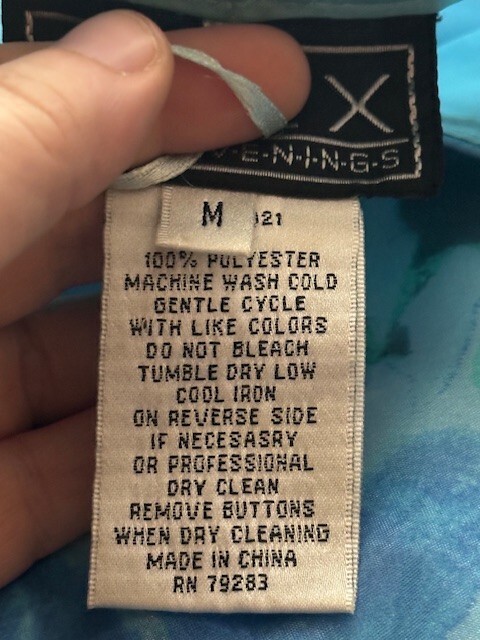 X
E·N·I·N·G·S
M
21
100% POLYESTER
MACHINE WASH COLD
GENTLE CYCLE
WITH LIKE COLORS
DO NOT BLEACH
TUMBLE DRY LOW
COOL IRON
ON REVERSE SIDE
IF NECESASRY
OR PROFESSIONAL
DRY CLEAN
REMOVE BUTTONS
WHEN DRY CLEANING
MADE IN CHINA
RN 79283